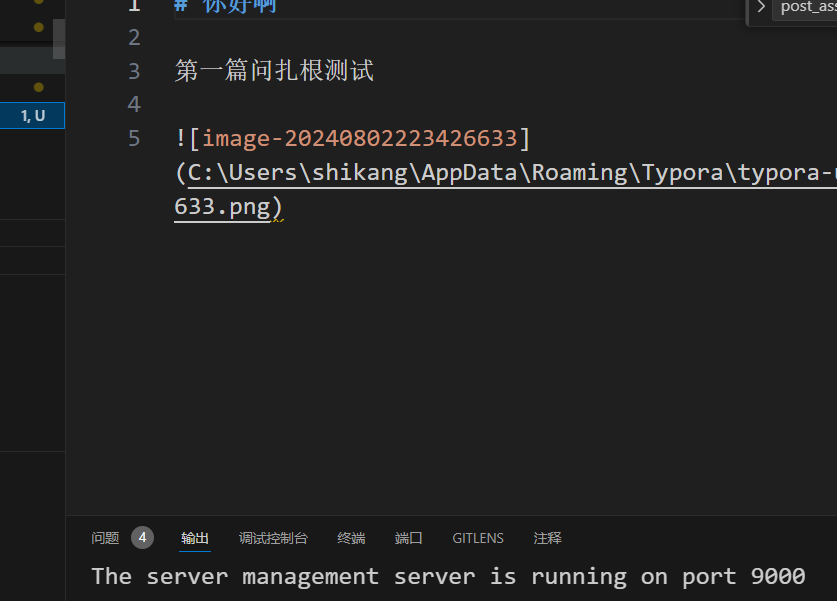 1 # 你好啊
post_ass
2
3 第一篇问扎根测试
4
1, U
5 ![image-20240802223426633]
(C:\Users\shikang\AppData\Roaming\Typora\typora-u
633.png)
问题 4 输出 调试控制台 终端 端口 GITLENS 注释
The server management server is running on port 9000